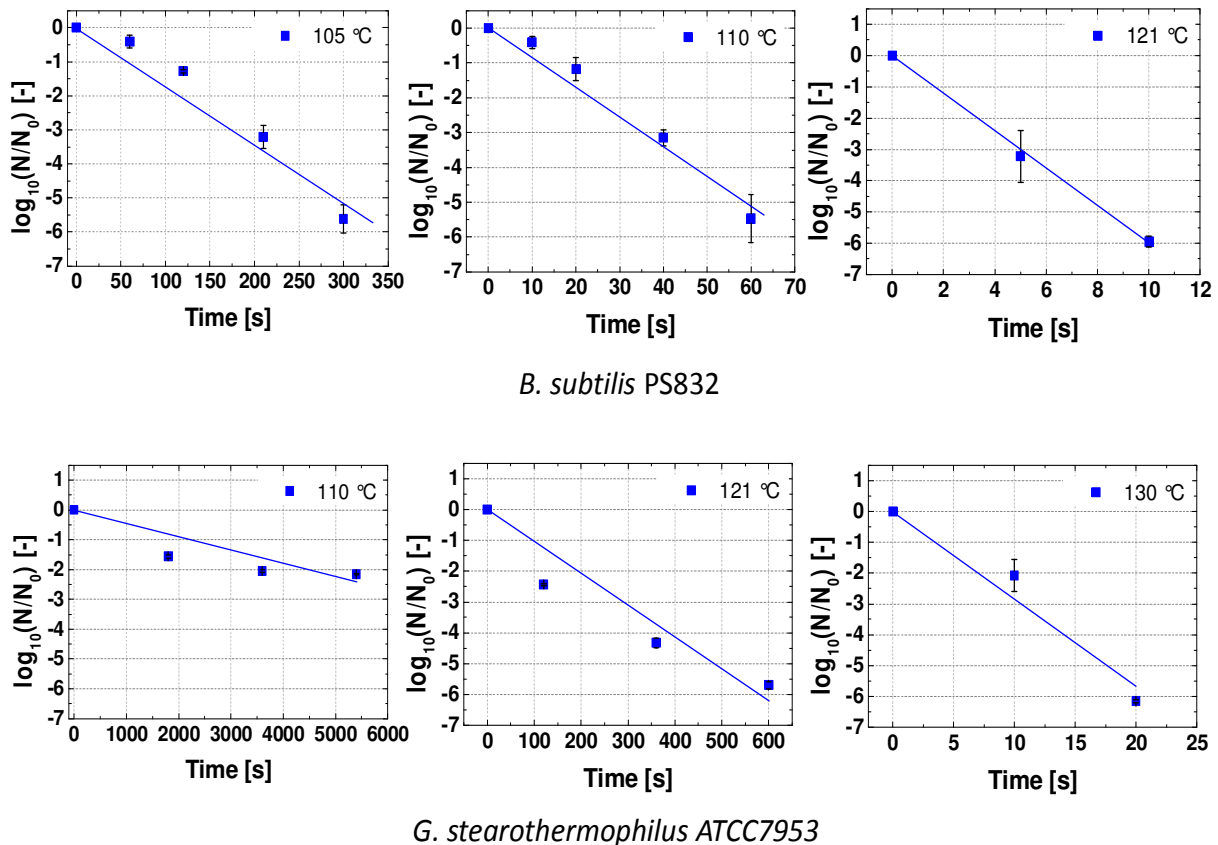 105 °C
1
0
-1
-2
-3
-4
-5
-6
-7
log10(N/N0) [-]
0 50 100 150 200 250 300 350
Time [s]
110 °C
1
0
-1
-2
-3
-4
-5
-6
-7
log10(N/N0) [-]
0 10 20 30 40 50 60 70
Time [s]
121 °C
1
0
-1
-2
-3
-4
-5
-6
-7
log10(N/N0) [-]
0 2 4 6 8 10 12
Time [s]
B. subtilis PS832
110 °C
1
0
-1
-2
-3
-4
-5
-6
-7
log10(N/N0) [-]
0 1000 2000 3000 4000 5000 6000
Time [s]
121 °C
1
0
-1
-2
-3
-4
-5
-6
-7
log10(N/N0) [-]
0 100 200 300 400 500 600
Time [s]
130 °C
1
0
-1
-2
-3
-4
-5
-6
-7
log10(N/N0) [-]
0 5 10 15 20 25
Time [s]
G. stearothermophilus ATCC7953